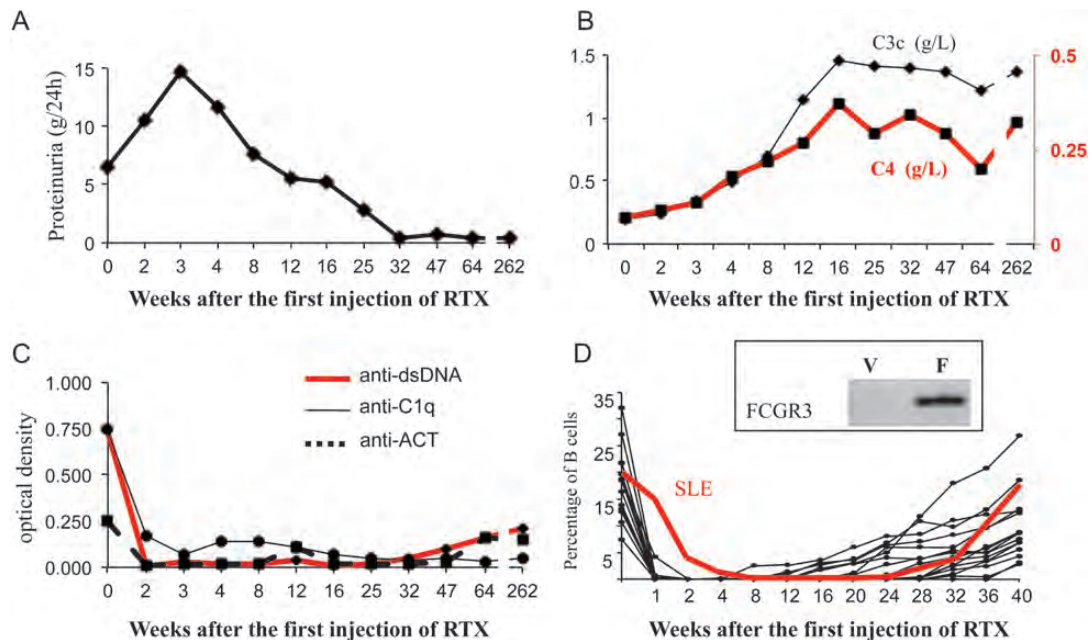 A
Proteinuria (g/24h)
15
10
5
0
0 2 3 4 8 12 16 25 32 47 64 262
Weeks after the first injection of RTX
B
C3c (g/L)
C4 (g/L)
2
1.5
1
0.5
0
0.5
0.25
0
0 2 3 4 8 12 16 25 32 47 64 262
Weeks after the first injection of RTX
C
optical density
1.000
0.750
0.500
0.250
0.000
anti-dsDNA
anti-C1q
anti-ACT
0 2 3 4 8 12 16 25 32 47 64 262
Weeks after the first injection of RTX
D
V F
FCGR3
Percentage of B cells
35
25
15
5
SLE
1 2 4 8 12 16 20 24 28 32 36 40
Weeks after the first injection of RTX